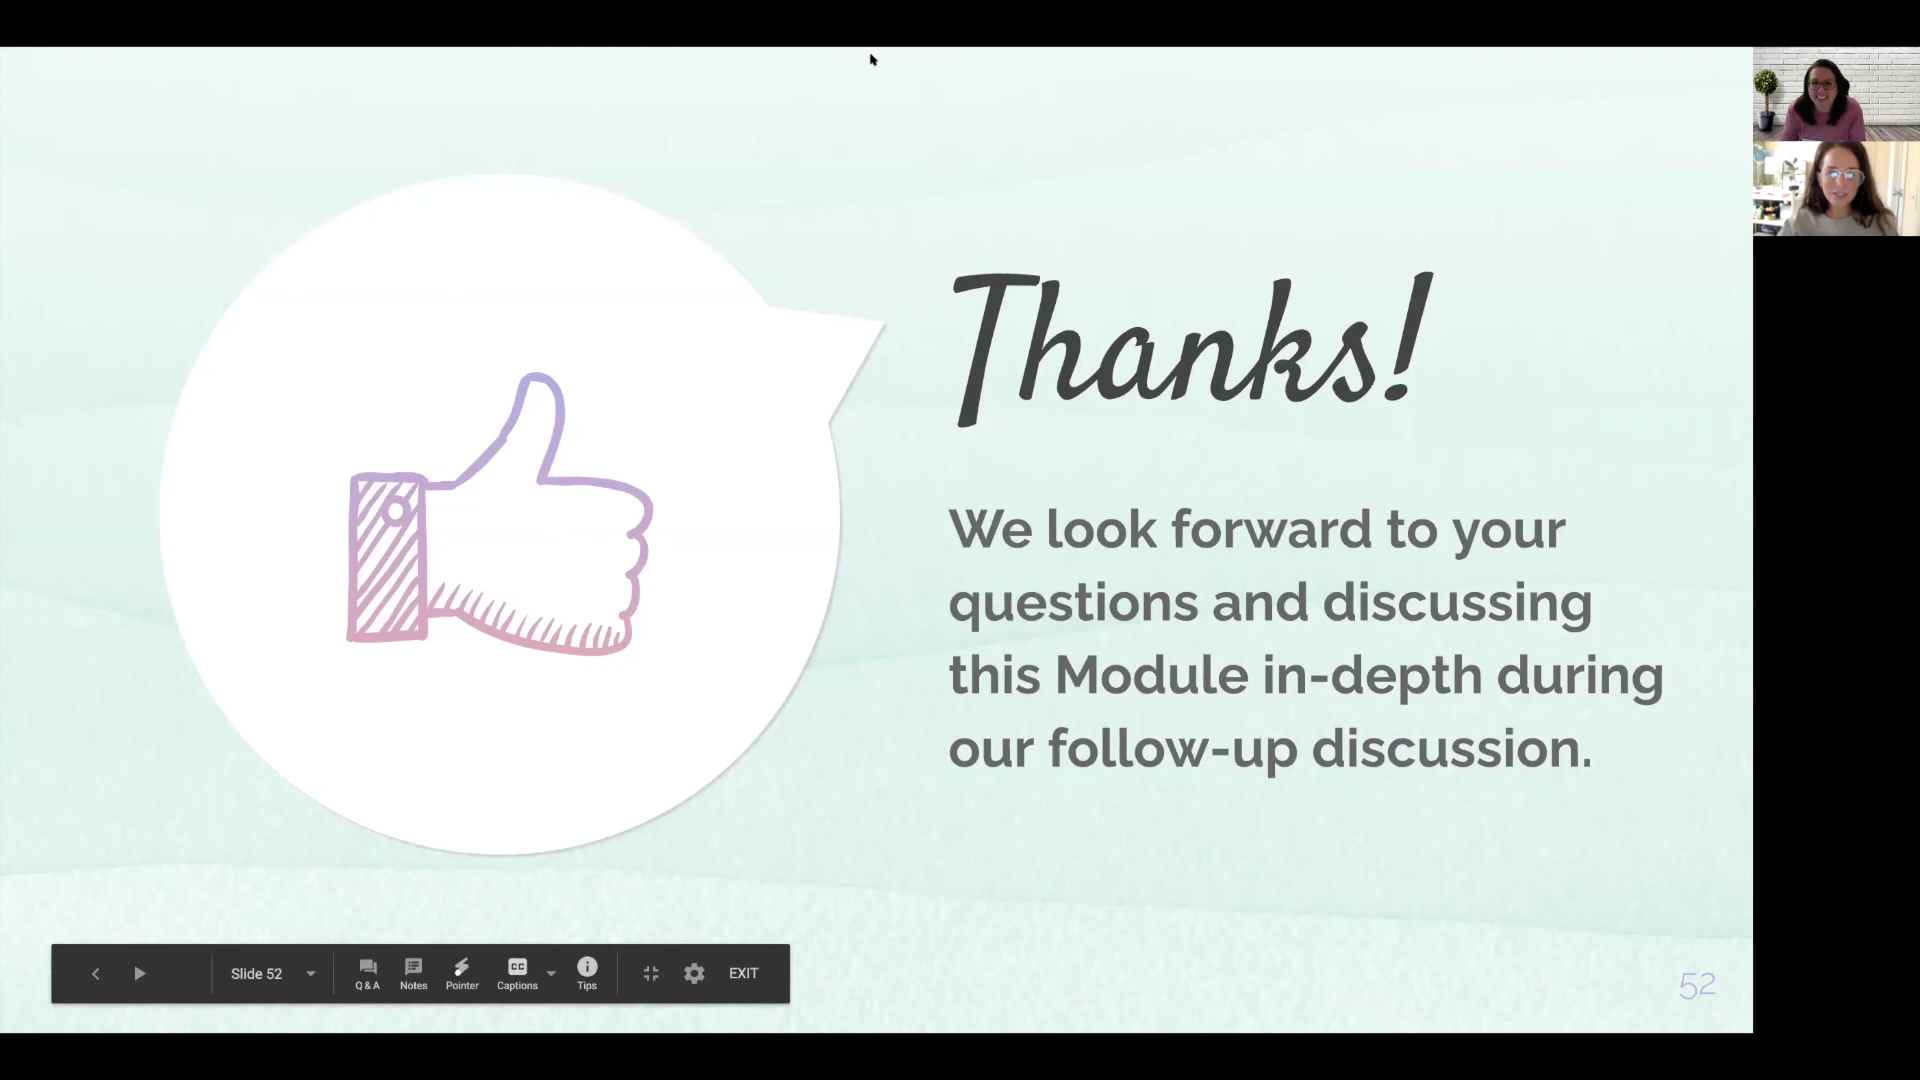 Thanks!
We look forward to your
questions and discussing
this Module in-depth during
our follow-up discussion.
Slide 52
Q & A
Notes
Pointer
CC
Captions
Tips
EXIT
52